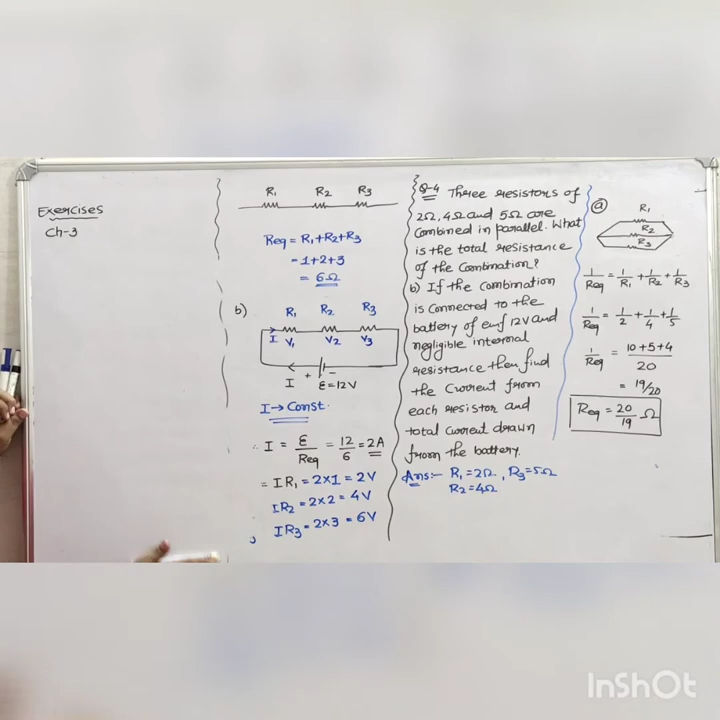 Exercises
Ch-3
R1 R2 R3
Req = R1+R2+R3
= 1+2+3
= 6Ω
b)
R1 R2 R3
I V1 V2 V3
+ -
I ε=12V
I → Const.
∴ I = ε/Req = 12/6 = 2A
= IR1 = 2×1 = 2V
IR2 = 2×2 = 4V
IR3 = 2×3 = 6V
Q-4 Three resistors of
2Ω, 4Ω and 5Ω are
combined in parallel. What
is the total resistance
of the Combination?
b) If the combination
is connected to the
battery of emf 12V and
negligible internal
resistance then find
the current from
each resistor and
total current drawn
from the battery.
Ans:- R1=2Ω, R3=5Ω
R2=4Ω
a
R1
R2
R3
1/Req = 1/R1 + 1/R2 + 1/R3
1/Req = 1/2 + 1/4 + 1/5
1/Req = 10+5+4/20
= 19/20
Req = 20/19 Ω
InShOt